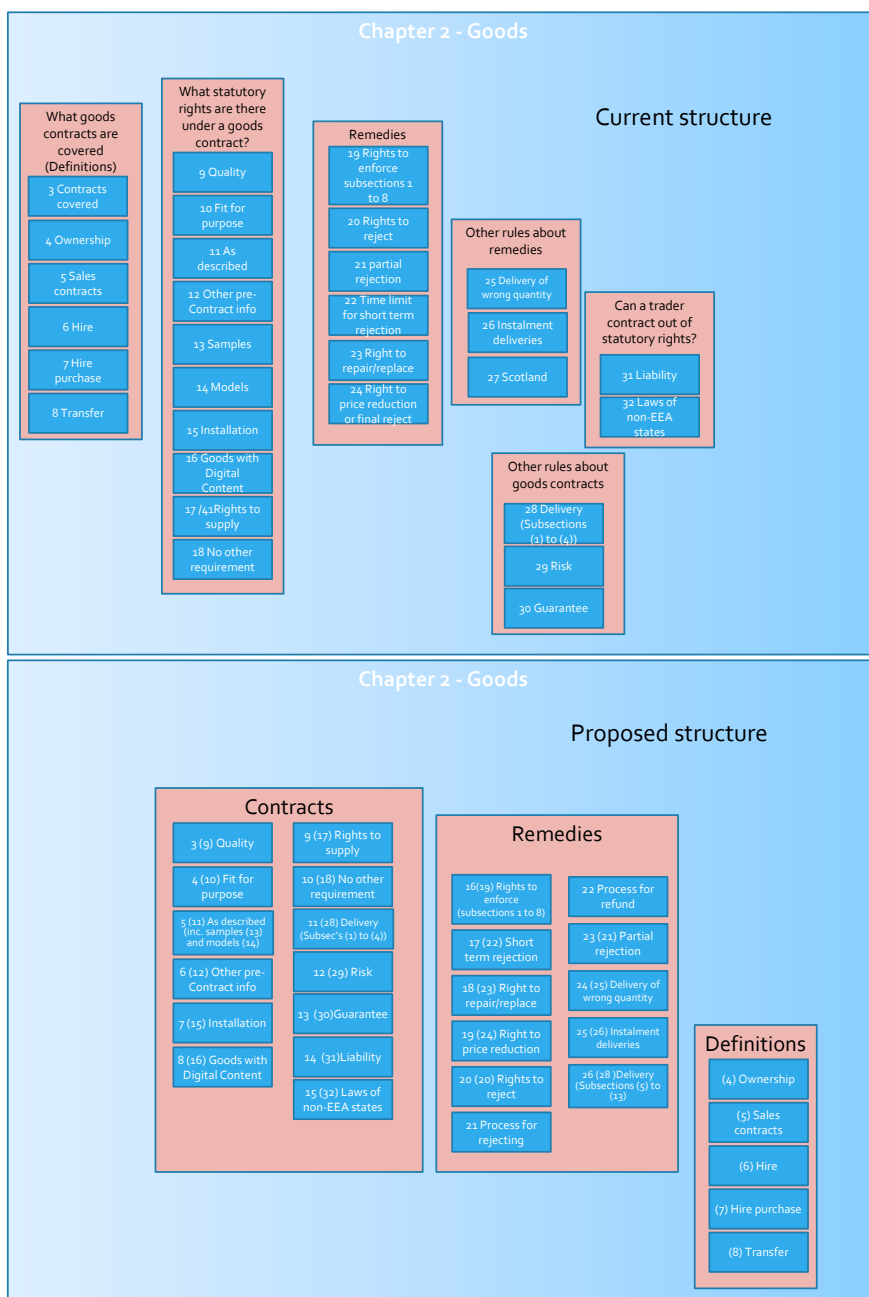 Chapter 2 - Goods
Current structure
What goods
contracts are
covered
(Definitions)
3 Contracts
covered
4 Ownership
5 Sales
contracts
6 Hire
7 Hire
purchase
8 Transfer
What statutory
rights are there
under a goods
contract?
9 Quality
10 Fit for
purpose
11 As
described
12 Other pre-
Contract info
13 Samples
14 Models
15 Installation
16 Goods with
Digital
Content
17 /41Rights to
supply
18 No other
requirement
Remedies
19 Rights to
enforce
subsections 1
to 8
20 Rights to
reject
21 partial
rejection
22 Time limit
for short term
rejection
23 Right to
repair/replace
24 Right to
price reduction
or final reject
Other rules about
remedies
25 Delivery of
wrong quantity
26 Instalment
deliveries
27 Scotland
Can a trader
contract out of
statutory rights?
31 Liability
32 Laws of
non-EEA
states
Other rules about
goods contracts
28 Delivery
(Subsections
(1) to (4))
29 Risk
30 Guarantee
Chapter 2 - Goods
Proposed structure
Contracts
3 (9) Quality
4 (10) Fit for
purpose
5 (11) As described
(inc. samples (13)
and models (14)
6 (12) Other pre-
Contract info
7 (15) Installation
8 (16) Goods with
Digital Content
9 (17) Rights to
supply
10 (18) No other
requirement
11 (28) Delivery
(Subsec's (1) to (4))
12 (29) Risk
13 (30)Guarantee
14 (31)Liability
15 (32) Laws of
non-EEA states
Remedies
16(19) Rights to
enforce
(subsections 1 to 8)
17 (22) Short
term rejection
18 (23) Right to
repair/replace
19 (24) Right to
price reduction
20 (20) Rights to
reject
21 Process for
rejecting
22 Process for
refund
23 (21) Partial
rejection
24 (25) Delivery of
wrong quantity
25 (26) Instalment
deliveries
26 (28 )Delivery
(Subsections (5) to
(13)
Definitions
(4) Ownership
(5) Sales
contracts
(6) Hire
(7) Hire purchase
(8) Transfer